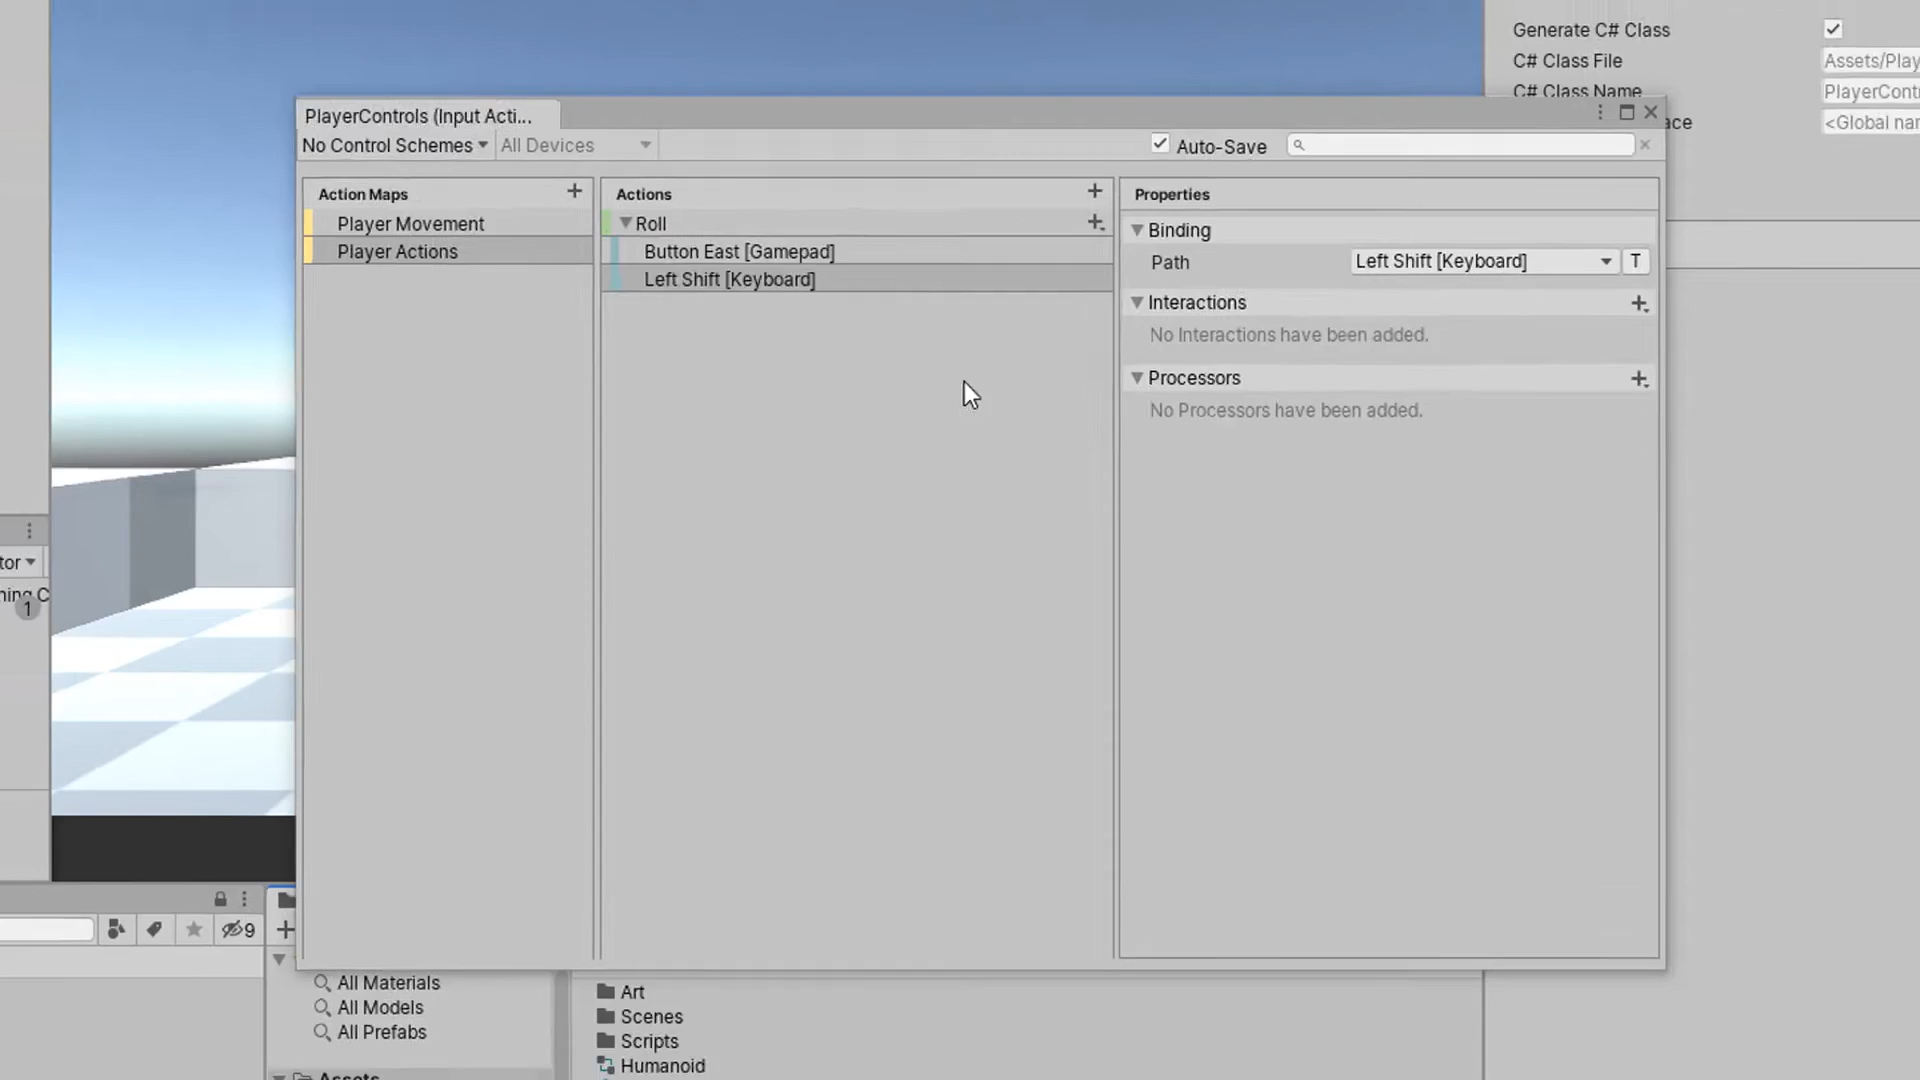 Generate C# Class
C# Class File
Assets/Play
C# Class Name
PlayerContr
ace
<Global nar
PlayerControls (Input Acti...
No Control Schemes
All Devices
Auto-Save
Action Maps
Player Movement
Player Actions
Actions
Roll
Button East [Gamepad]
Left Shift [Keyboard]
Properties
Binding
Path
Left Shift [Keyboard]
T
Interactions
No Interactions have been added.
Processors
No Processors have been added.
tor
ning C
1
9
All Materials
All Models
All Prefabs
Assets
Art
Scenes
Scripts
Humanoid